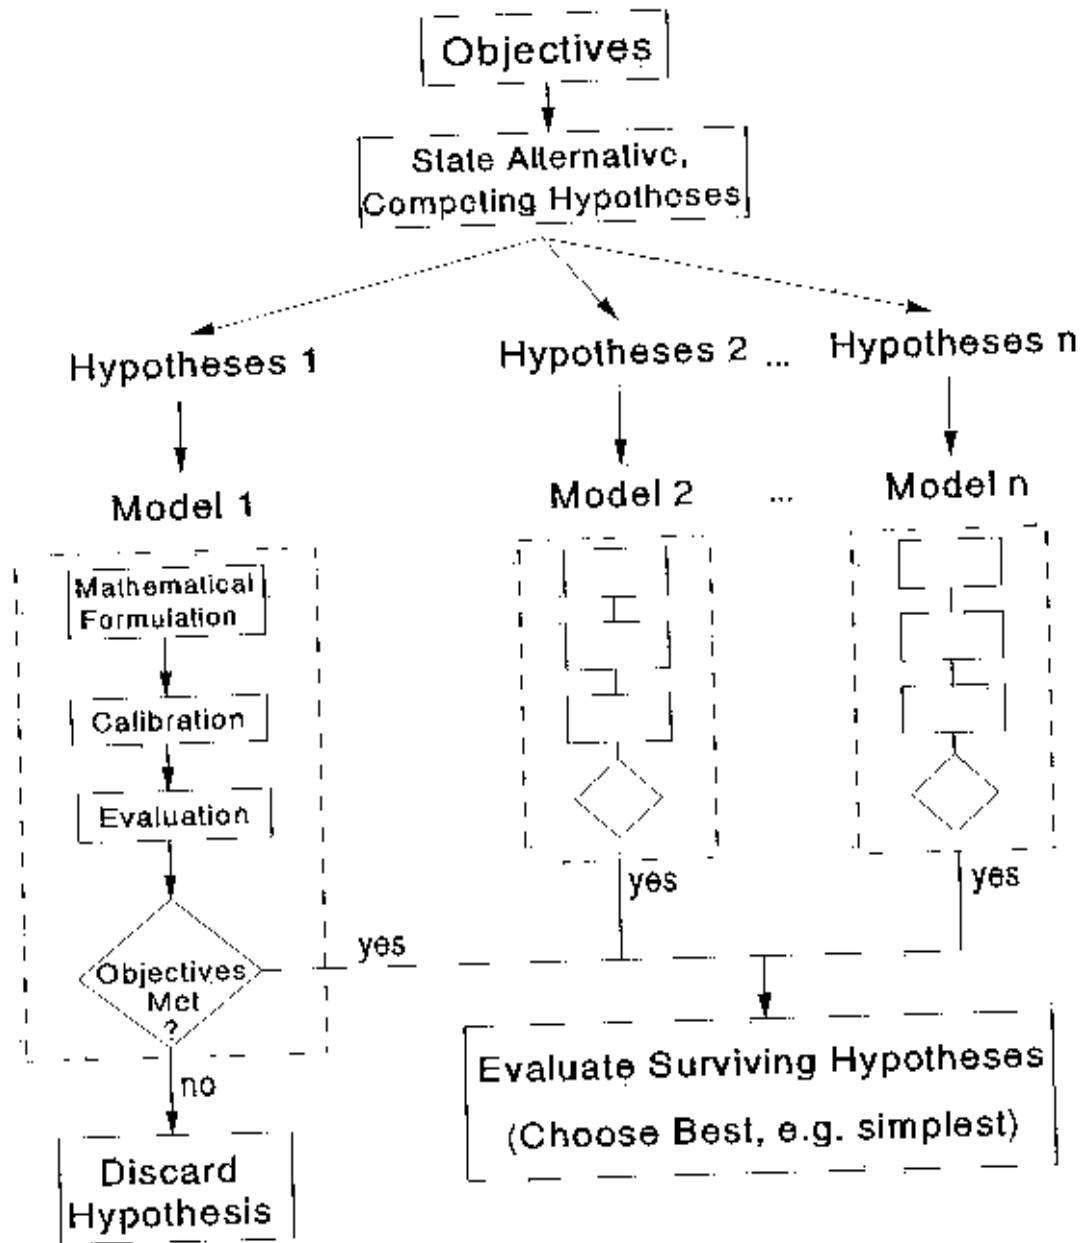 Objectives
State Alternative,
Competing Hypotheses
Hypotheses 1
Hypotheses 2 ...
Hypotheses n
Model 1
Model 2 ...
Model n
Mathematical
Formulation
Calibration
Evaluation
Objectives
Met
?
yes
yes
yes
no
Evaluate Surviving Hypotheses
(Choose Best, e.g. simplest)
Discard
Hypothesis